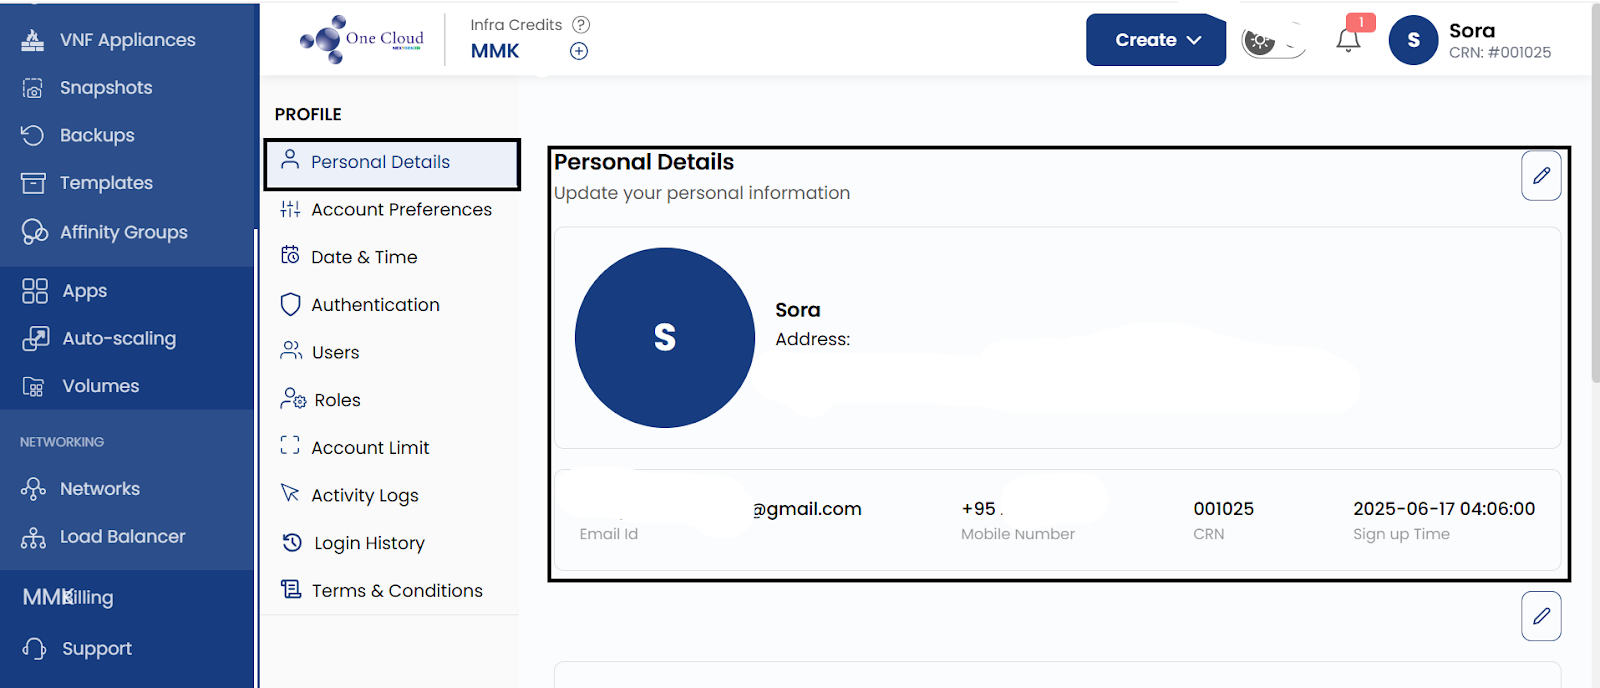 VNF Appliances
Snapshots
Backups
Templates
Affinity Groups
Apps
Auto-scaling
Volumes
NETWORKING
Networks
Load Balancer
MMK Billing
Support
One Cloud
Infra Credits ?
MMK
Create
1
S
Sora
CRN: #001025
PROFILE
Personal Details
Account Preferences
Date & Time
Authentication
Users
Roles
Account Limit
Activity Logs
Login History
Terms & Conditions
Personal Details
Update your personal information
S
Sora
Address:
@gmail.com
Email Id
+95
Mobile Number
001025
CRN
2025-06-17 04:06:00
Sign up Time